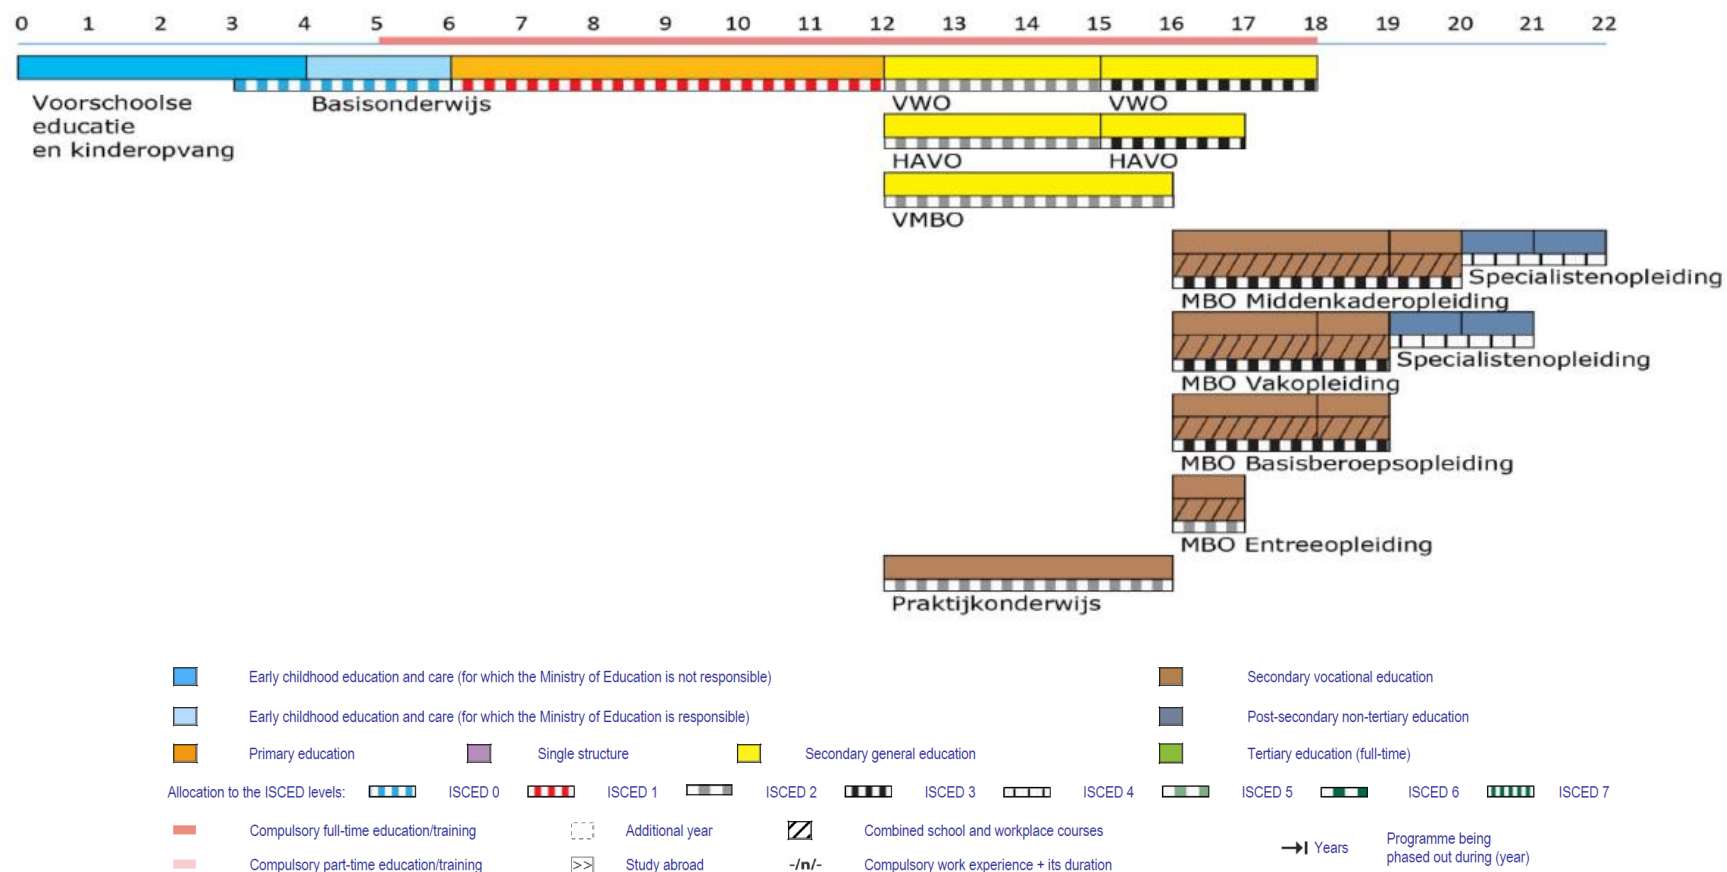 0 1 2 3 4 5 6 7 8 9 10 11 12 13 14 15 16 17 18 19 20 21 22
Voorschoolse
educatie
en kinderopvang
Basisonderwijs
VWO VWO
HAVO HAVO
VMBO
Specialistenopleiding
MBO Middenkaderopleiding
Specialistenopleiding
MBO Vakopleiding
MBO Basisberoepsopleiding
MBO Entreeopleiding
Praktijkonderwijs
Early childhood education and care (for which the Ministry of Education is not responsible) Secondary vocational education
Early childhood education and care (for which the Ministry of Education is responsible) Post-secondary non-tertiary education
Primary education Single structure Secondary general education Tertiary education (full-time)
Allocation to the ISCED levels: ISCED 0 ISCED 1 ISCED 2 ISCED 3 ISCED 4 ISCED 5 ISCED 6 ISCED 7
Compulsory full-time education/training Additional year Combined school and workplace courses
Years Programme being
phased out during (year)
Compulsory part-time education/training >> Study abroad -/n/- Compulsory work experience + its duration